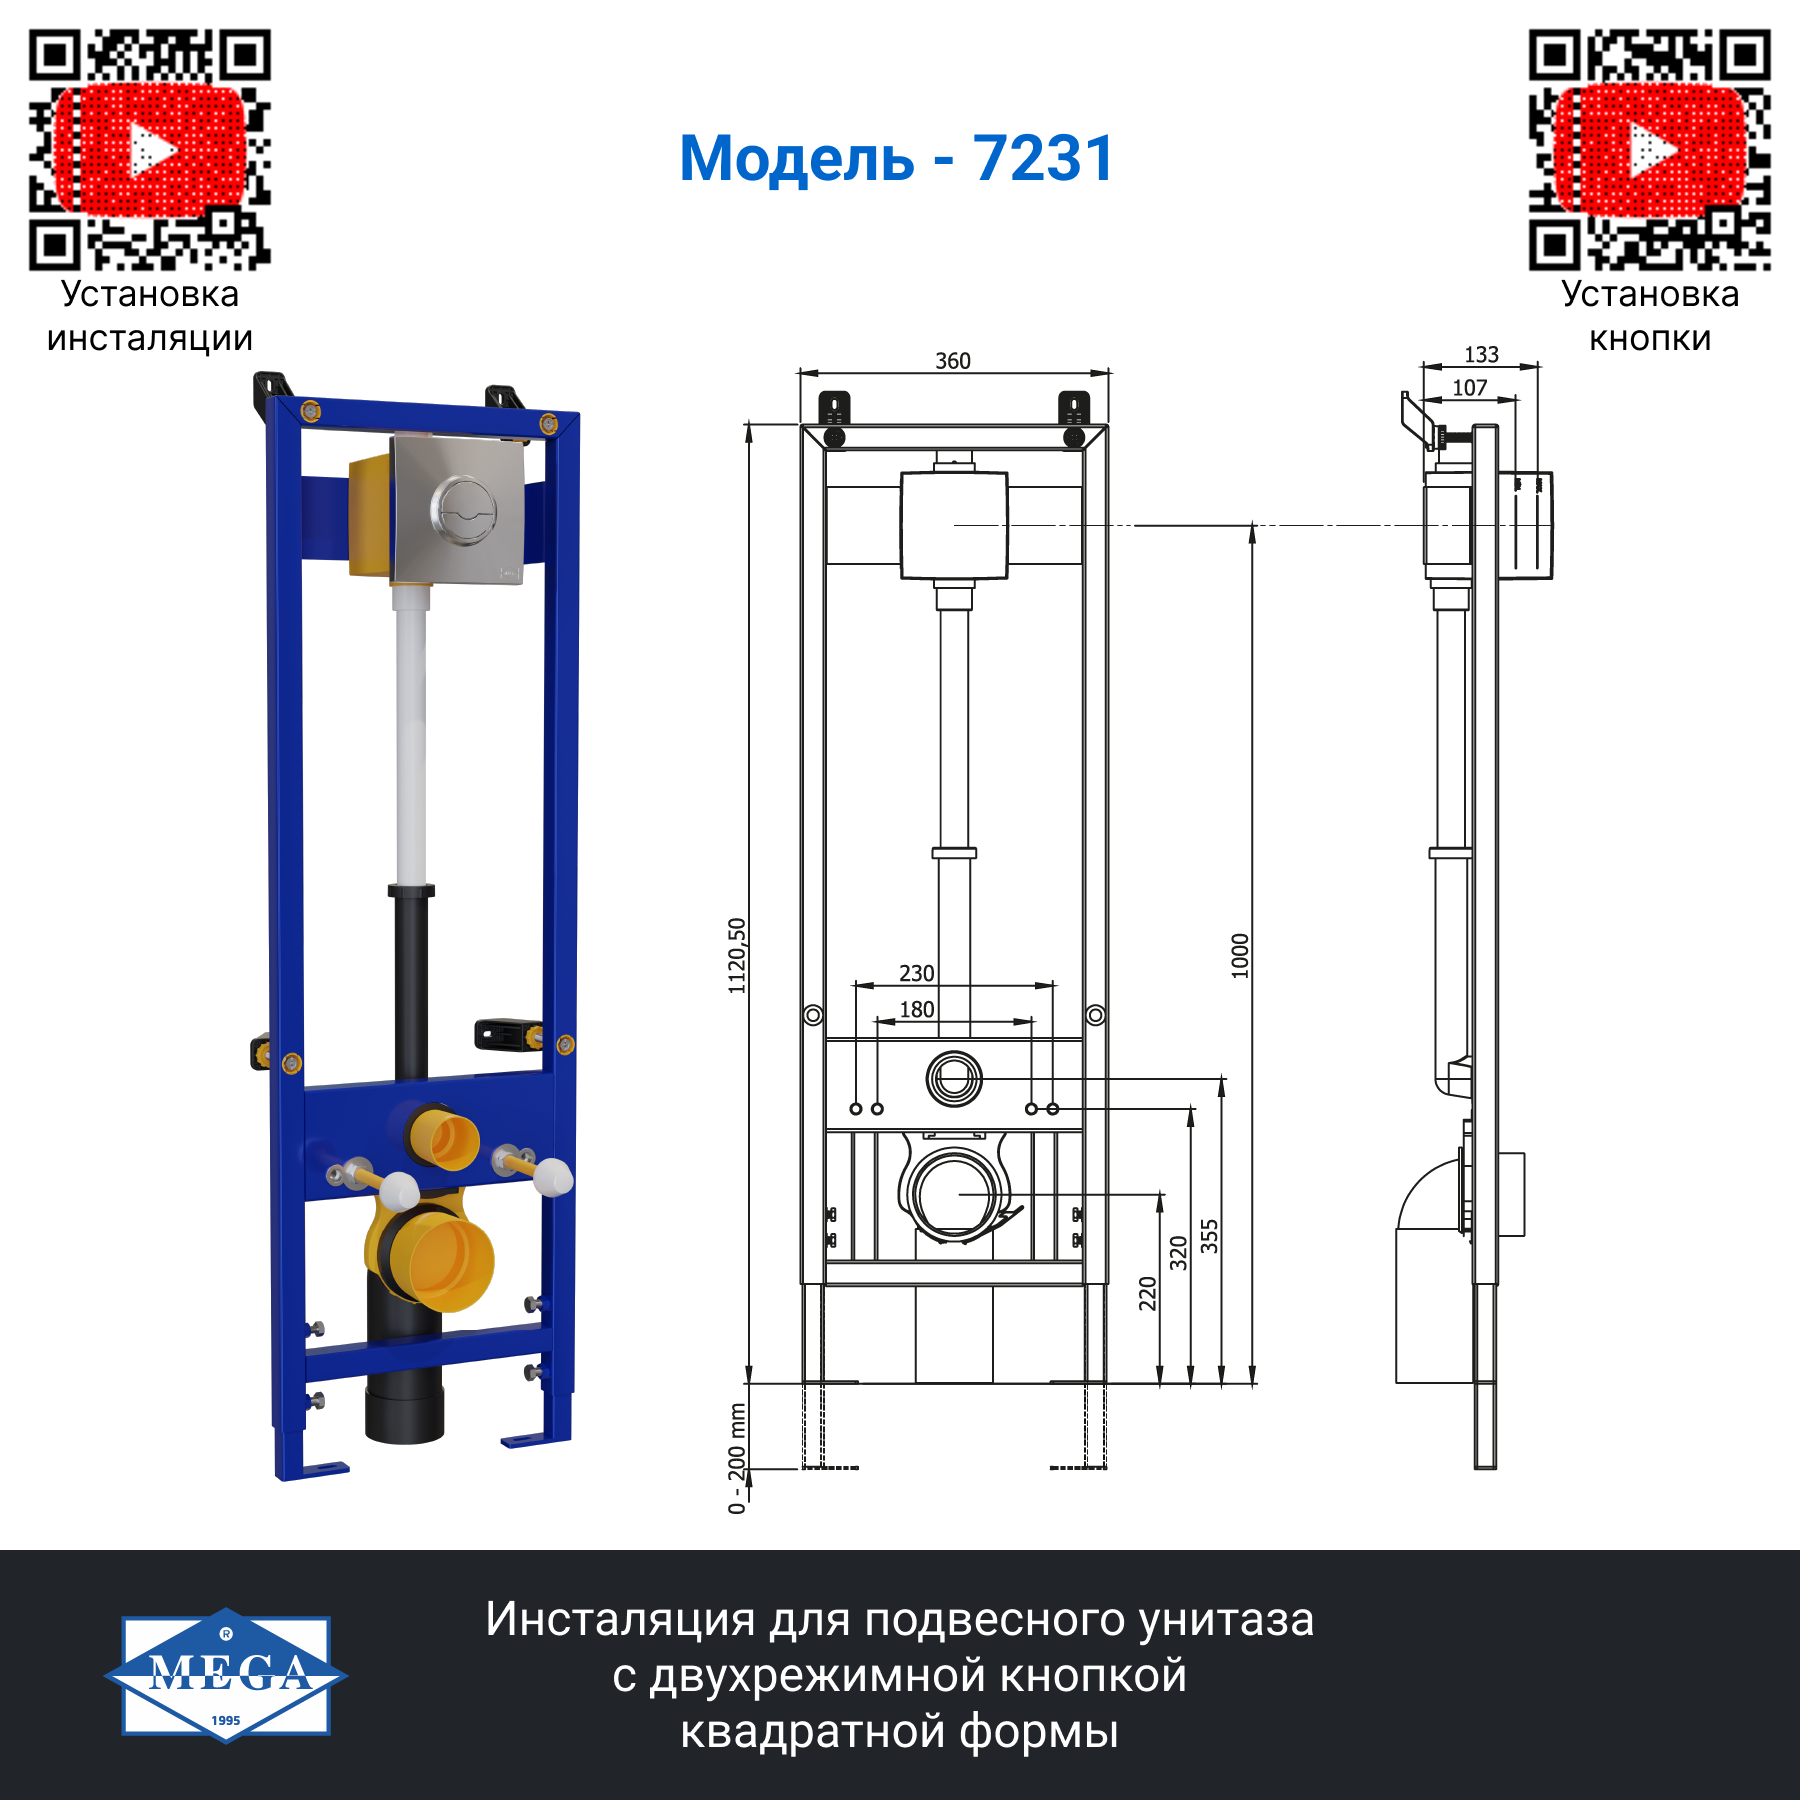 Модель - 7231
Установка
инсталяции
Установка
кнопки
360
133
107
1120,50
230
180
1000
355
320
220
0 - 200 mm
®
MEGA
1995
Инсталяция для подвесного унитаза
с двухрежимной кнопкой
квадратной формы